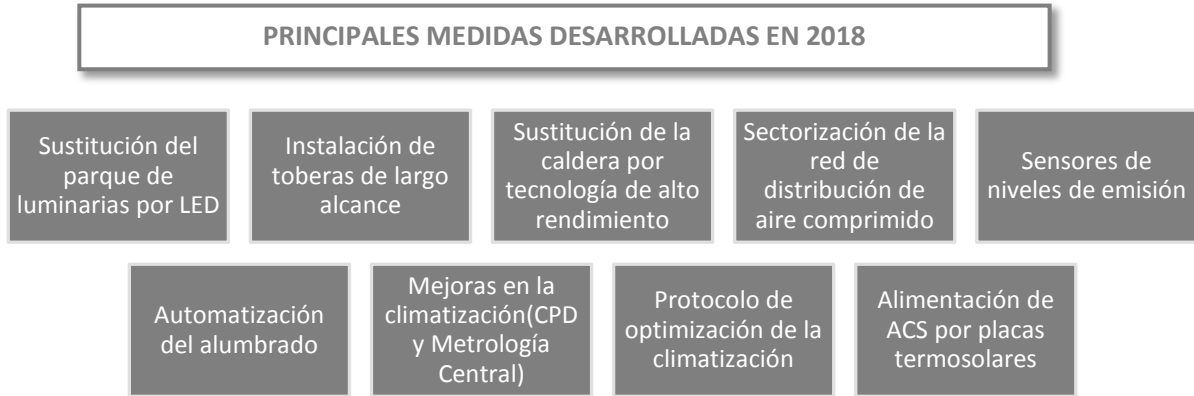 PRINCIPALES MEDIDAS DESARROLLADAS EN 2018
Sustitución del
parque de
luminarias por LED
Instalación de
toberas de largo
alcance
Sustitución de la
caldera por
tecnología de alto
rendimiento
Sectorización de la
red de
distribución de
aire comprimido
Sensores de
niveles de emisión
Automatización
del alumbrado
Mejoras en la
climatización(CPD
y Metrología
Central)
Protocolo de
optimización de la
climatización
Alimentación de
ACS por placas
termosolares